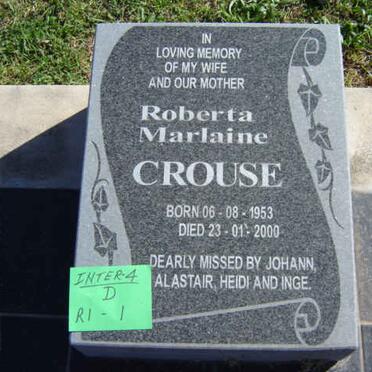 IN
LOVING MEMORY
OF MY WIFE
AND OUR MOTHER
Roberta
Marlaine
CROUSE
BORN 06 - 08 - 1953
DIED 23 - 01 - 2000
DEARLY MISSED BY JOHANN,
ALASTAIR, HEIDI AND INGE.
INTER-4
D
R1 - 1